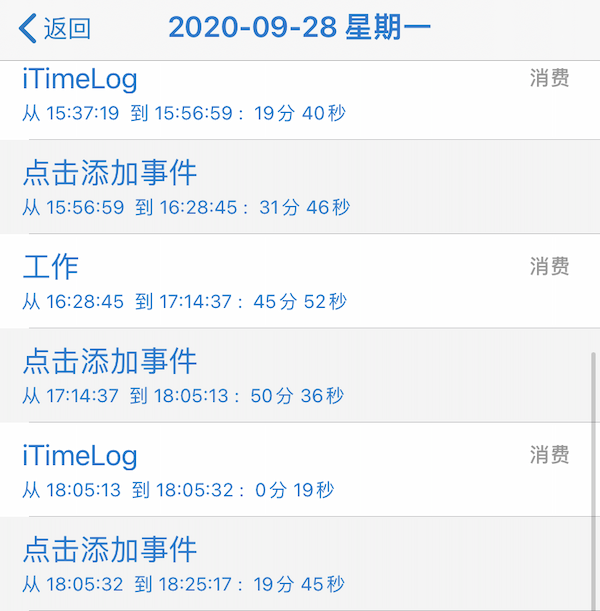 返回 2020-09-28 星期一
iTimeLog 消费
从 15:37:19 到 15:56:59 : 19分 40秒
点击添加事件
从 15:56:59 到 16:28:45 : 31分 46秒
工作 消费
从 16:28:45 到 17:14:37 : 45分 52秒
点击添加事件
从 17:14:37 到 18:05:13 : 50分 36秒
iTimeLog 消费
从 18:05:13 到 18:05:32 : 0分 19秒
点击添加事件
从 18:05:32 到 18:25:17 : 19分 45秒